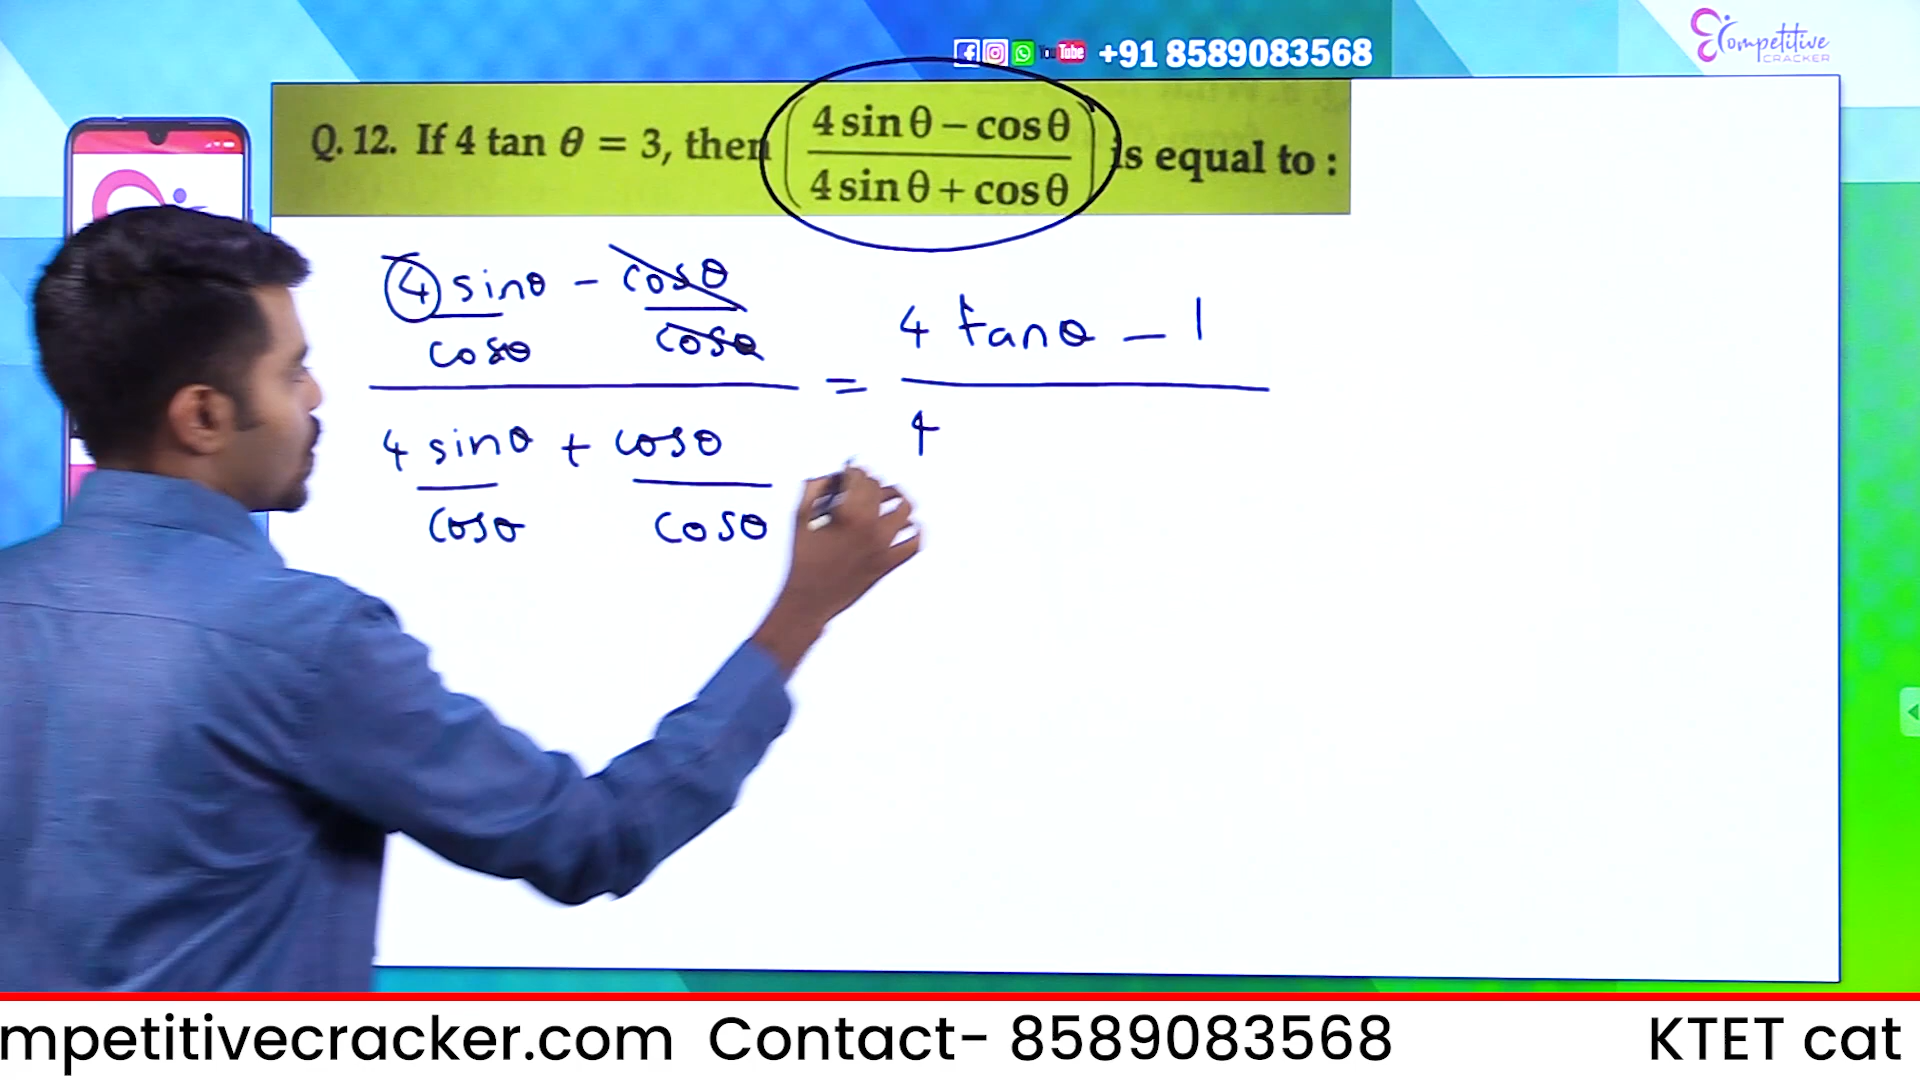 You Tube +91 8589083568
Competitive
CRACKER
Q. 12. If 4 tan θ = 3, then (4 sin θ – cos θ / 4 sin θ + cos θ) is equal to :
4 sinθ – cosθ
cosθ cosθ
4 sinθ + cosθ
cosθ cosθ
=
4 tanθ – 1
4
mpetitivecracker.com Contact- 8589083568 KTET cat